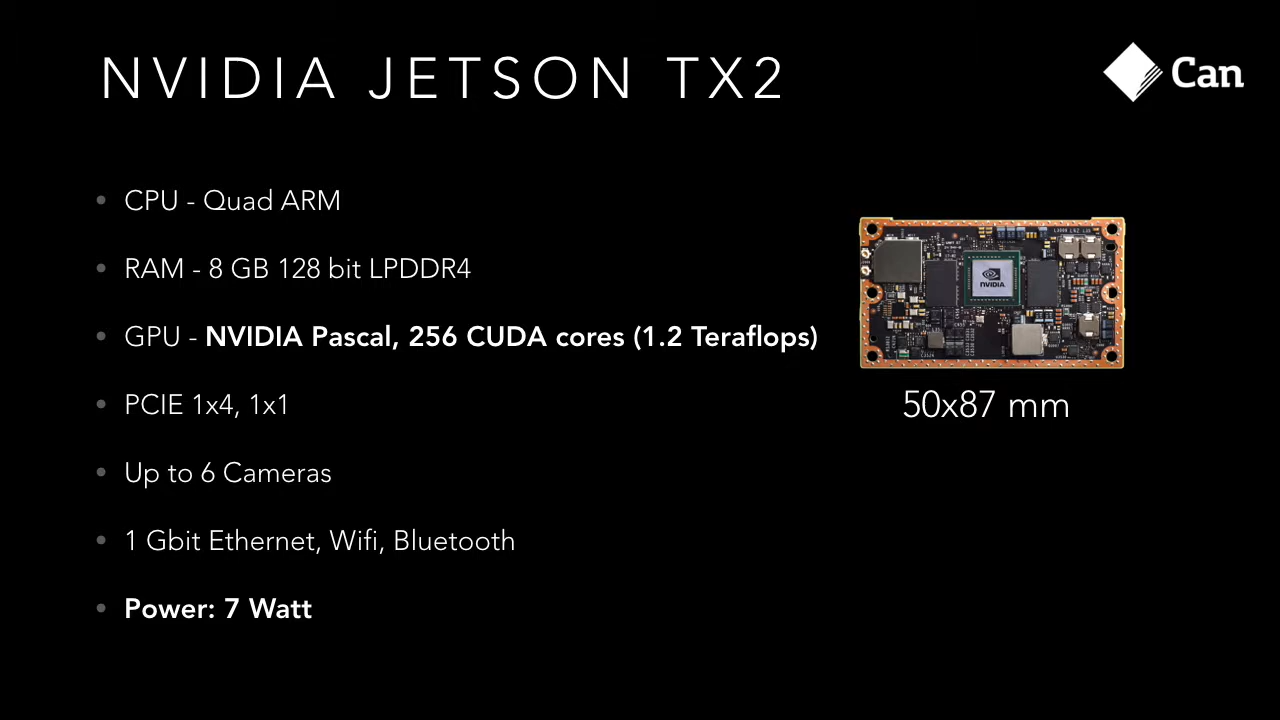 NVIDIA JETSON TX2
Can
• CPU - Quad ARM
• RAM - 8 GB 128 bit LPDDR4
• GPU - NVIDIA Pascal, 256 CUDA cores (1.2 Teraflops)
• PCIE 1x4, 1x1
• Up to 6 Cameras
• 1 Gbit Ethernet, Wifi, Bluetooth
• Power: 7 Watt
NVIDIA
50x87 mm